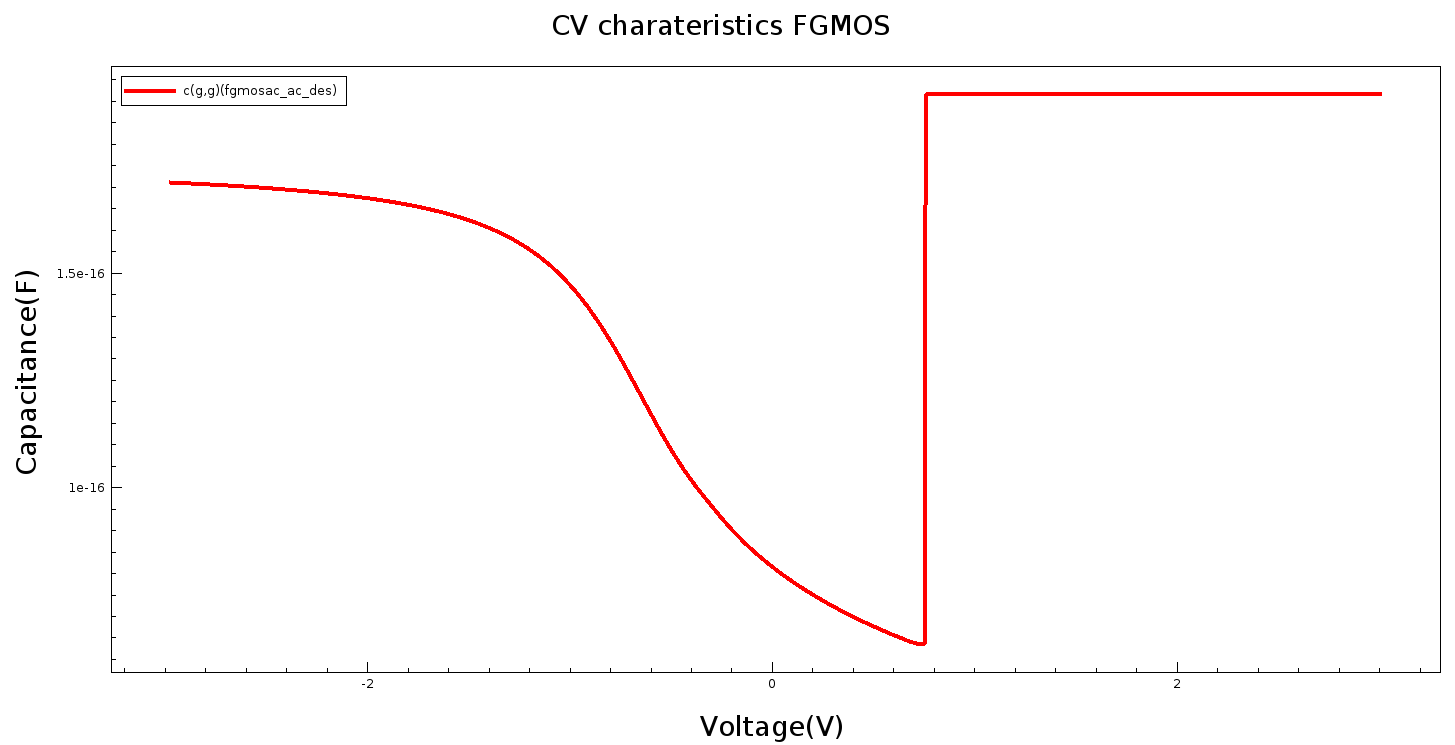 CV charateristics FGMOS
c(g,g)(fgmosac_ac_des)
Capacitance(F)
1.5e-16
1e-16
-2
0
2
Voltage(V)